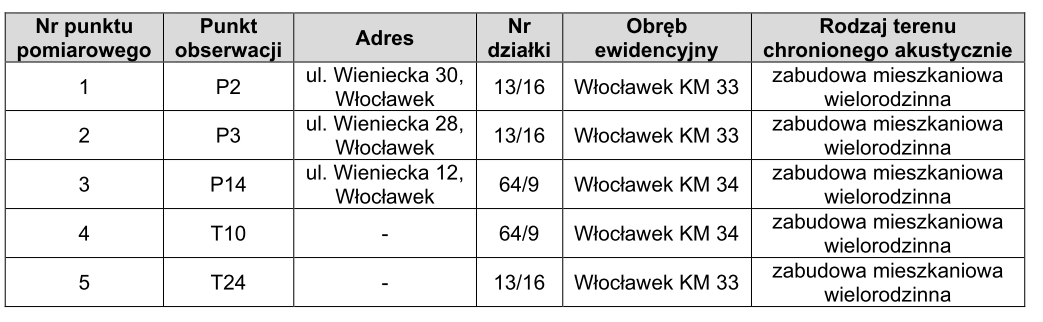 Nr punktu pomiarowego | Punkt obserwacji | Adres | Nr działki | Obręb ewidencyjny | Rodzaj terenu chronionego akustycznie
1 | P2 | ul. Wieniecka 30, Włocławek | 13/16 | Włocławek KM 33 | zabudowa mieszkaniowa wielorodzinna
2 | P3 | ul. Wieniecka 28, Włocławek | 13/16 | Włocławek KM 33 | zabudowa mieszkaniowa wielorodzinna
3 | P14 | ul. Wieniecka 12, Włocławek | 64/9 | Włocławek KM 34 | zabudowa mieszkaniowa wielorodzinna
4 | T10 | - | 64/9 | Włocławek KM 34 | zabudowa mieszkaniowa wielorodzinna
5 | T24 | - | 13/16 | Włocławek KM 33 | zabudowa mieszkaniowa wielorodzinna